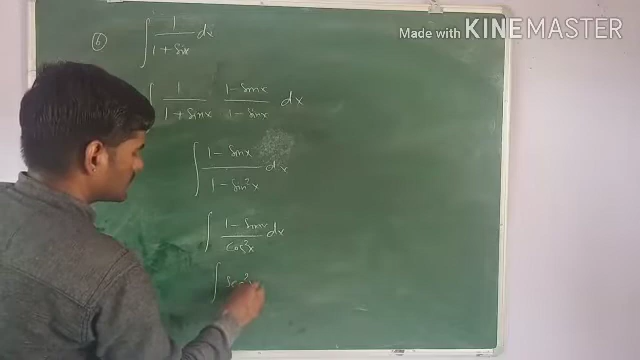 Made with KINEMASTER
6 ∫ 1/(1 + Sinx) dx
∫ 1/(1 + Sinx) (1 - Sinx)/(1 - Sinx) dx
∫ (1 - Sinx)/(1 - Sin²x) dx
∫ (1 - Sinx)/(Cos²x) dx
∫ Sec²x